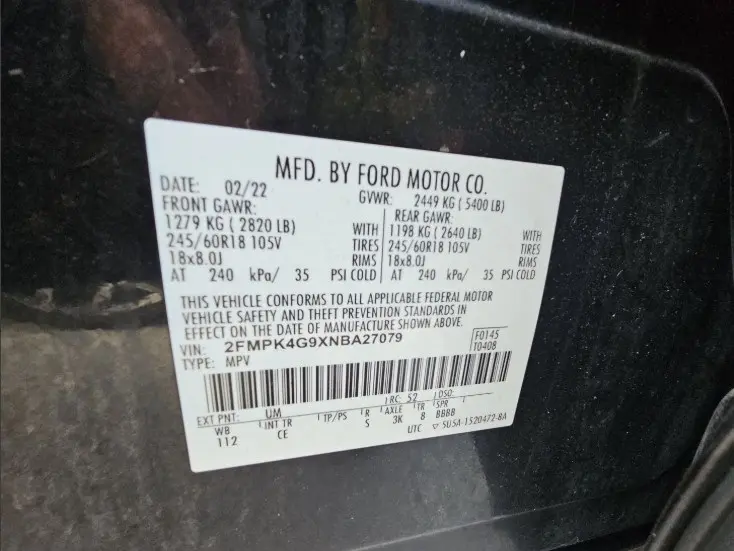 MFD. BY FORD MOTOR CO.
DATE: 02/22 GVWR: 2449 KG ( 5400 LB)
FRONT GAWR: REAR GAWR:
1279 KG ( 2820 LB) WITH 1198 KG ( 2640 LB) WITH
245/60R18 105V TIRES 245/60R18 105V TIRES
18x8.0J RIMS 18x8.0J RIMS
AT 240 kPa/ 35 PSI COLD AT 240 kPa/ 35 PSI COLD
THIS VEHICLE CONFORMS TO ALL APPLICABLE FEDERAL MOTOR
VEHICLE SAFETY AND THEFT PREVENTION STANDARDS IN
EFFECT ON THE DATE OF MANUFACTURE SHOWN ABOVE.
VIN: 2FMPK4G9XNBA27079 F0145
TYPE: MPV T0408
EXT PNT: UM RC: 52 DSO:
WB INT TR TP/PS R AXLE TR SPR
112 CE S 3K 8 BBBB
UTC ▽ 5U5A-1520472-8A